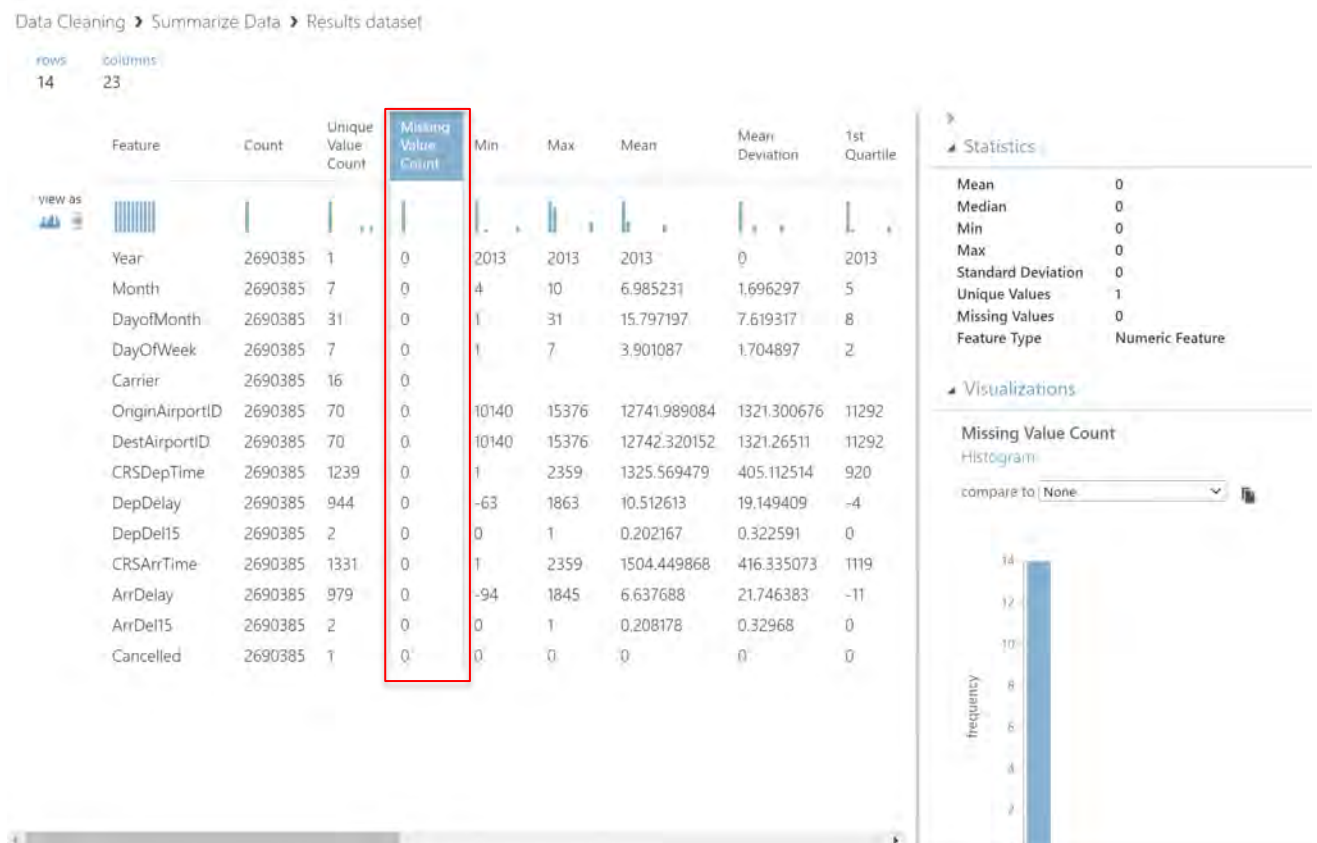 Data Cleaning ❯ Summarize Data ❯ Results dataset
rows columns
14 23
Feature Count Unique Value Count Missing Value Count Min Max Mean Mean Deviation 1st Quartile
view as
Year 2690385 1 0 2013 2013 2013 0 2013
Month 2690385 7 0 4 10 6.985231 1.696297 5
DayofMonth 2690385 31 0 1 31 15.797197 7.619317 8
DayOfWeek 2690385 7 0 1 7 3.901087 1.704897 2
Carrier 2690385 16 0
OriginAirportID 2690385 70 0 10140 15376 12741.989084 1321.300676 11292
DestAirportID 2690385 70 0 10140 15376 12742.320152 1321.26511 11292
CRSDepTime 2690385 1239 0 1 2359 1325.569479 405.112514 920
DepDelay 2690385 944 0 -63 1863 10.512613 19.149409 -4
DepDel15 2690385 2 0 0 1 0.202167 0.322591 0
CRSArrTime 2690385 1331 0 1 2359 1504.449868 416.335073 1119
ArrDelay 2690385 979 0 -94 1845 6.637688 21.746383 -11
ArrDel15 2690385 2 0 0 1 0.208178 0.32968 0
Cancelled 2690385 1 0 0 0 0 0 0
Statistics
Mean 0
Median 0
Min 0
Max 0
Standard Deviation 0
Unique Values 1
Missing Values 0
Feature Type Numeric Feature
Visualizations
Missing Value Count
Histogram
compare to None
frequency
14
12
10
8
6
4
2